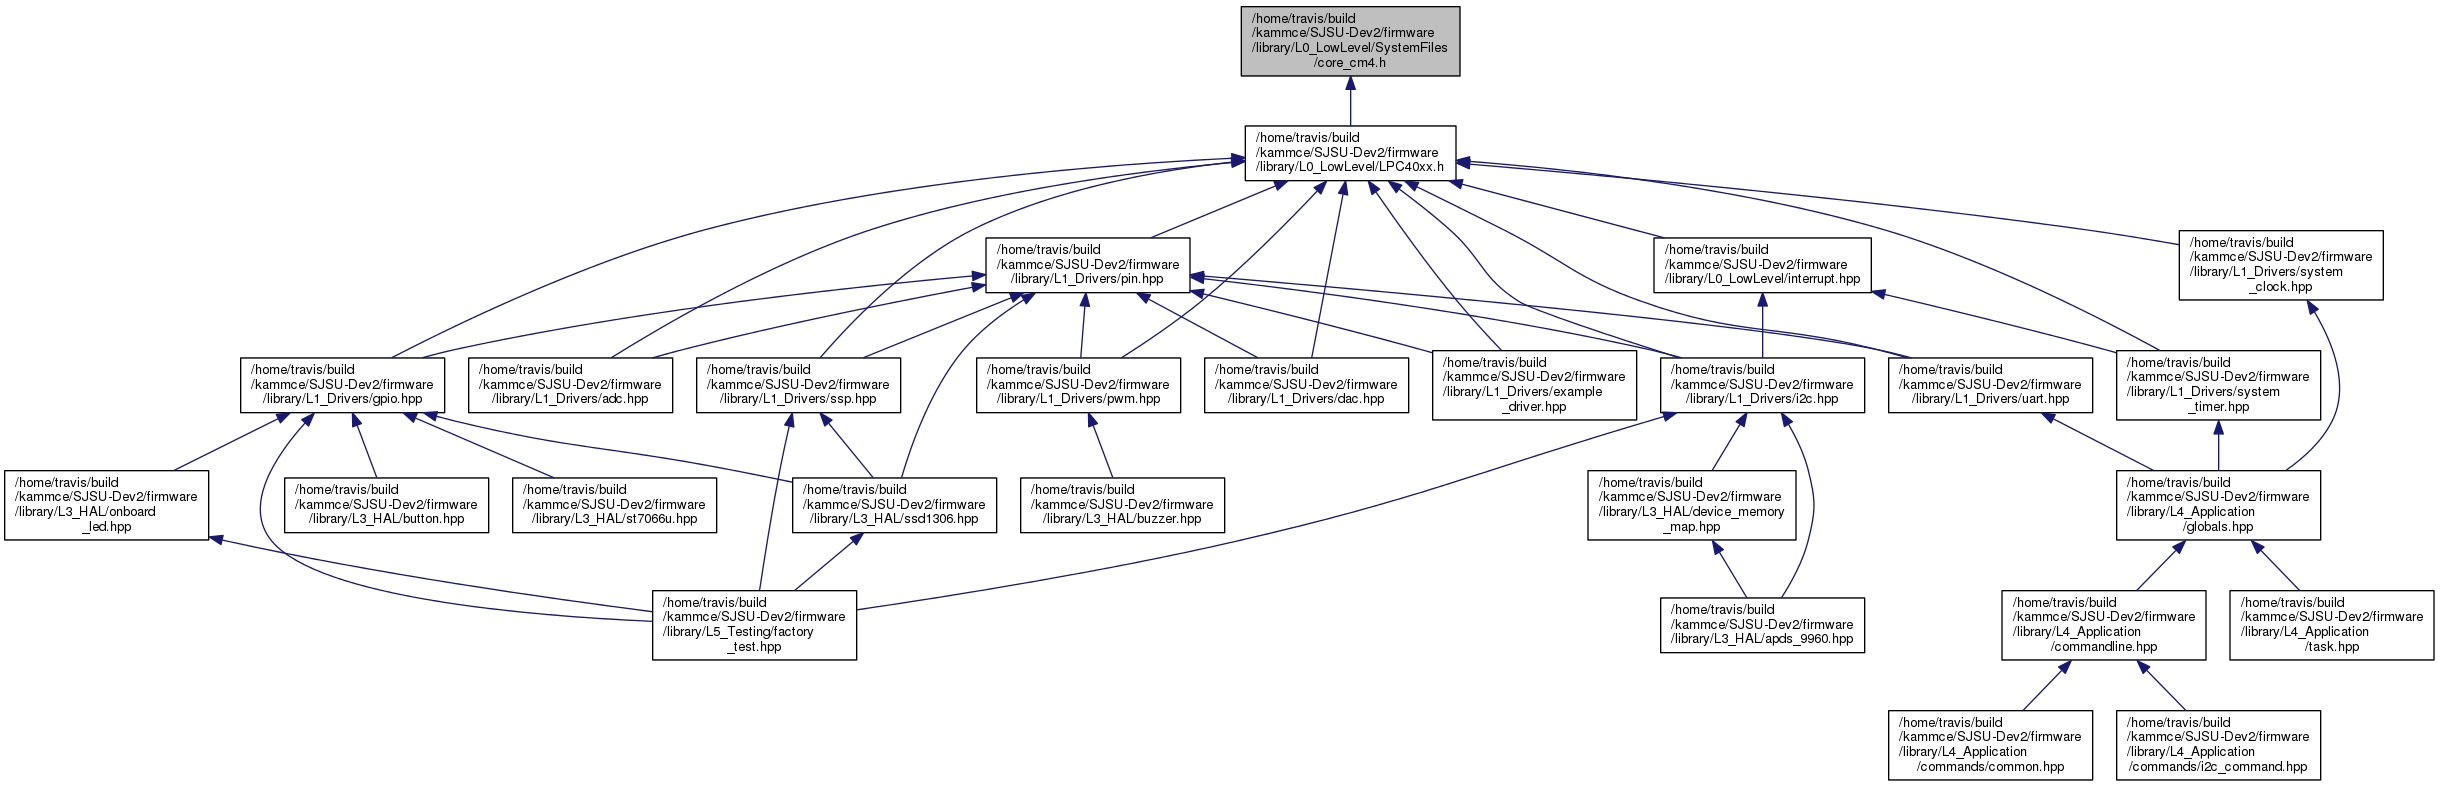 /home/travis/build
/kammce/SJSU-Dev2/firmware
/library/L0_LowLevel/SystemFiles
/core_cm4.h
/home/travis/build
/kammce/SJSU-Dev2/firmware
/library/L0_LowLevel/LPC40xx.h
/home/travis/build
/kammce/SJSU-Dev2/firmware
/library/L1_Drivers/pin.hpp
/home/travis/build
/kammce/SJSU-Dev2/firmware
/library/L0_LowLevel/interrupt.hpp
/home/travis/build
/kammce/SJSU-Dev2/firmware
/library/L1_Drivers/system
_clock.hpp
/home/travis/build
/kammce/SJSU-Dev2/firmware
/library/L1_Drivers/gpio.hpp
/home/travis/build
/kammce/SJSU-Dev2/firmware
/library/L1_Drivers/adc.hpp
/home/travis/build
/kammce/SJSU-Dev2/firmware
/library/L1_Drivers/ssp.hpp
/home/travis/build
/kammce/SJSU-Dev2/firmware
/library/L1_Drivers/pwm.hpp
/home/travis/build
/kammce/SJSU-Dev2/firmware
/library/L1_Drivers/dac.hpp
/home/travis/build
/kammce/SJSU-Dev2/firmware
/library/L1_Drivers/example
_driver.hpp
/home/travis/build
/kammce/SJSU-Dev2/firmware
/library/L1_Drivers/i2c.hpp
/home/travis/build
/kammce/SJSU-Dev2/firmware
/library/L1_Drivers/uart.hpp
/home/travis/build
/kammce/SJSU-Dev2/firmware
/library/L1_Drivers/system
_timer.hpp
/home/travis/build
/kammce/SJSU-Dev2/firmware
/library/L3_HAL/onboard
_led.hpp
/home/travis/build
/kammce/SJSU-Dev2/firmware
/library/L3_HAL/button.hpp
/home/travis/build
/kammce/SJSU-Dev2/firmware
/library/L3_HAL/st7066u.hpp
/home/travis/build
/kammce/SJSU-Dev2/firmware
/library/L3_HAL/ssd1306.hpp
/home/travis/build
/kammce/SJSU-Dev2/firmware
/library/L3_HAL/buzzer.hpp
/home/travis/build
/kammce/SJSU-Dev2/firmware
/library/L3_HAL/device_memory
_map.hpp
/home/travis/build
/kammce/SJSU-Dev2/firmware
/library/L4_Application
/globals.hpp
/home/travis/build
/kammce/SJSU-Dev2/firmware
/library/L5_Testing/factory
_test.hpp
/home/travis/build
/kammce/SJSU-Dev2/firmware
/library/L3_HAL/apds_9960.hpp
/home/travis/build
/kammce/SJSU-Dev2/firmware
/library/L4_Application
/commandline.hpp
/home/travis/build
/kammce/SJSU-Dev2/firmware
/library/L4_Application
/task.hpp
/home/travis/build
/kammce/SJSU-Dev2/firmware
/library/L4_Application
/commands/common.hpp
/home/travis/build
/kammce/SJSU-Dev2/firmware
/library/L4_Application
/commands/i2c_command.hpp